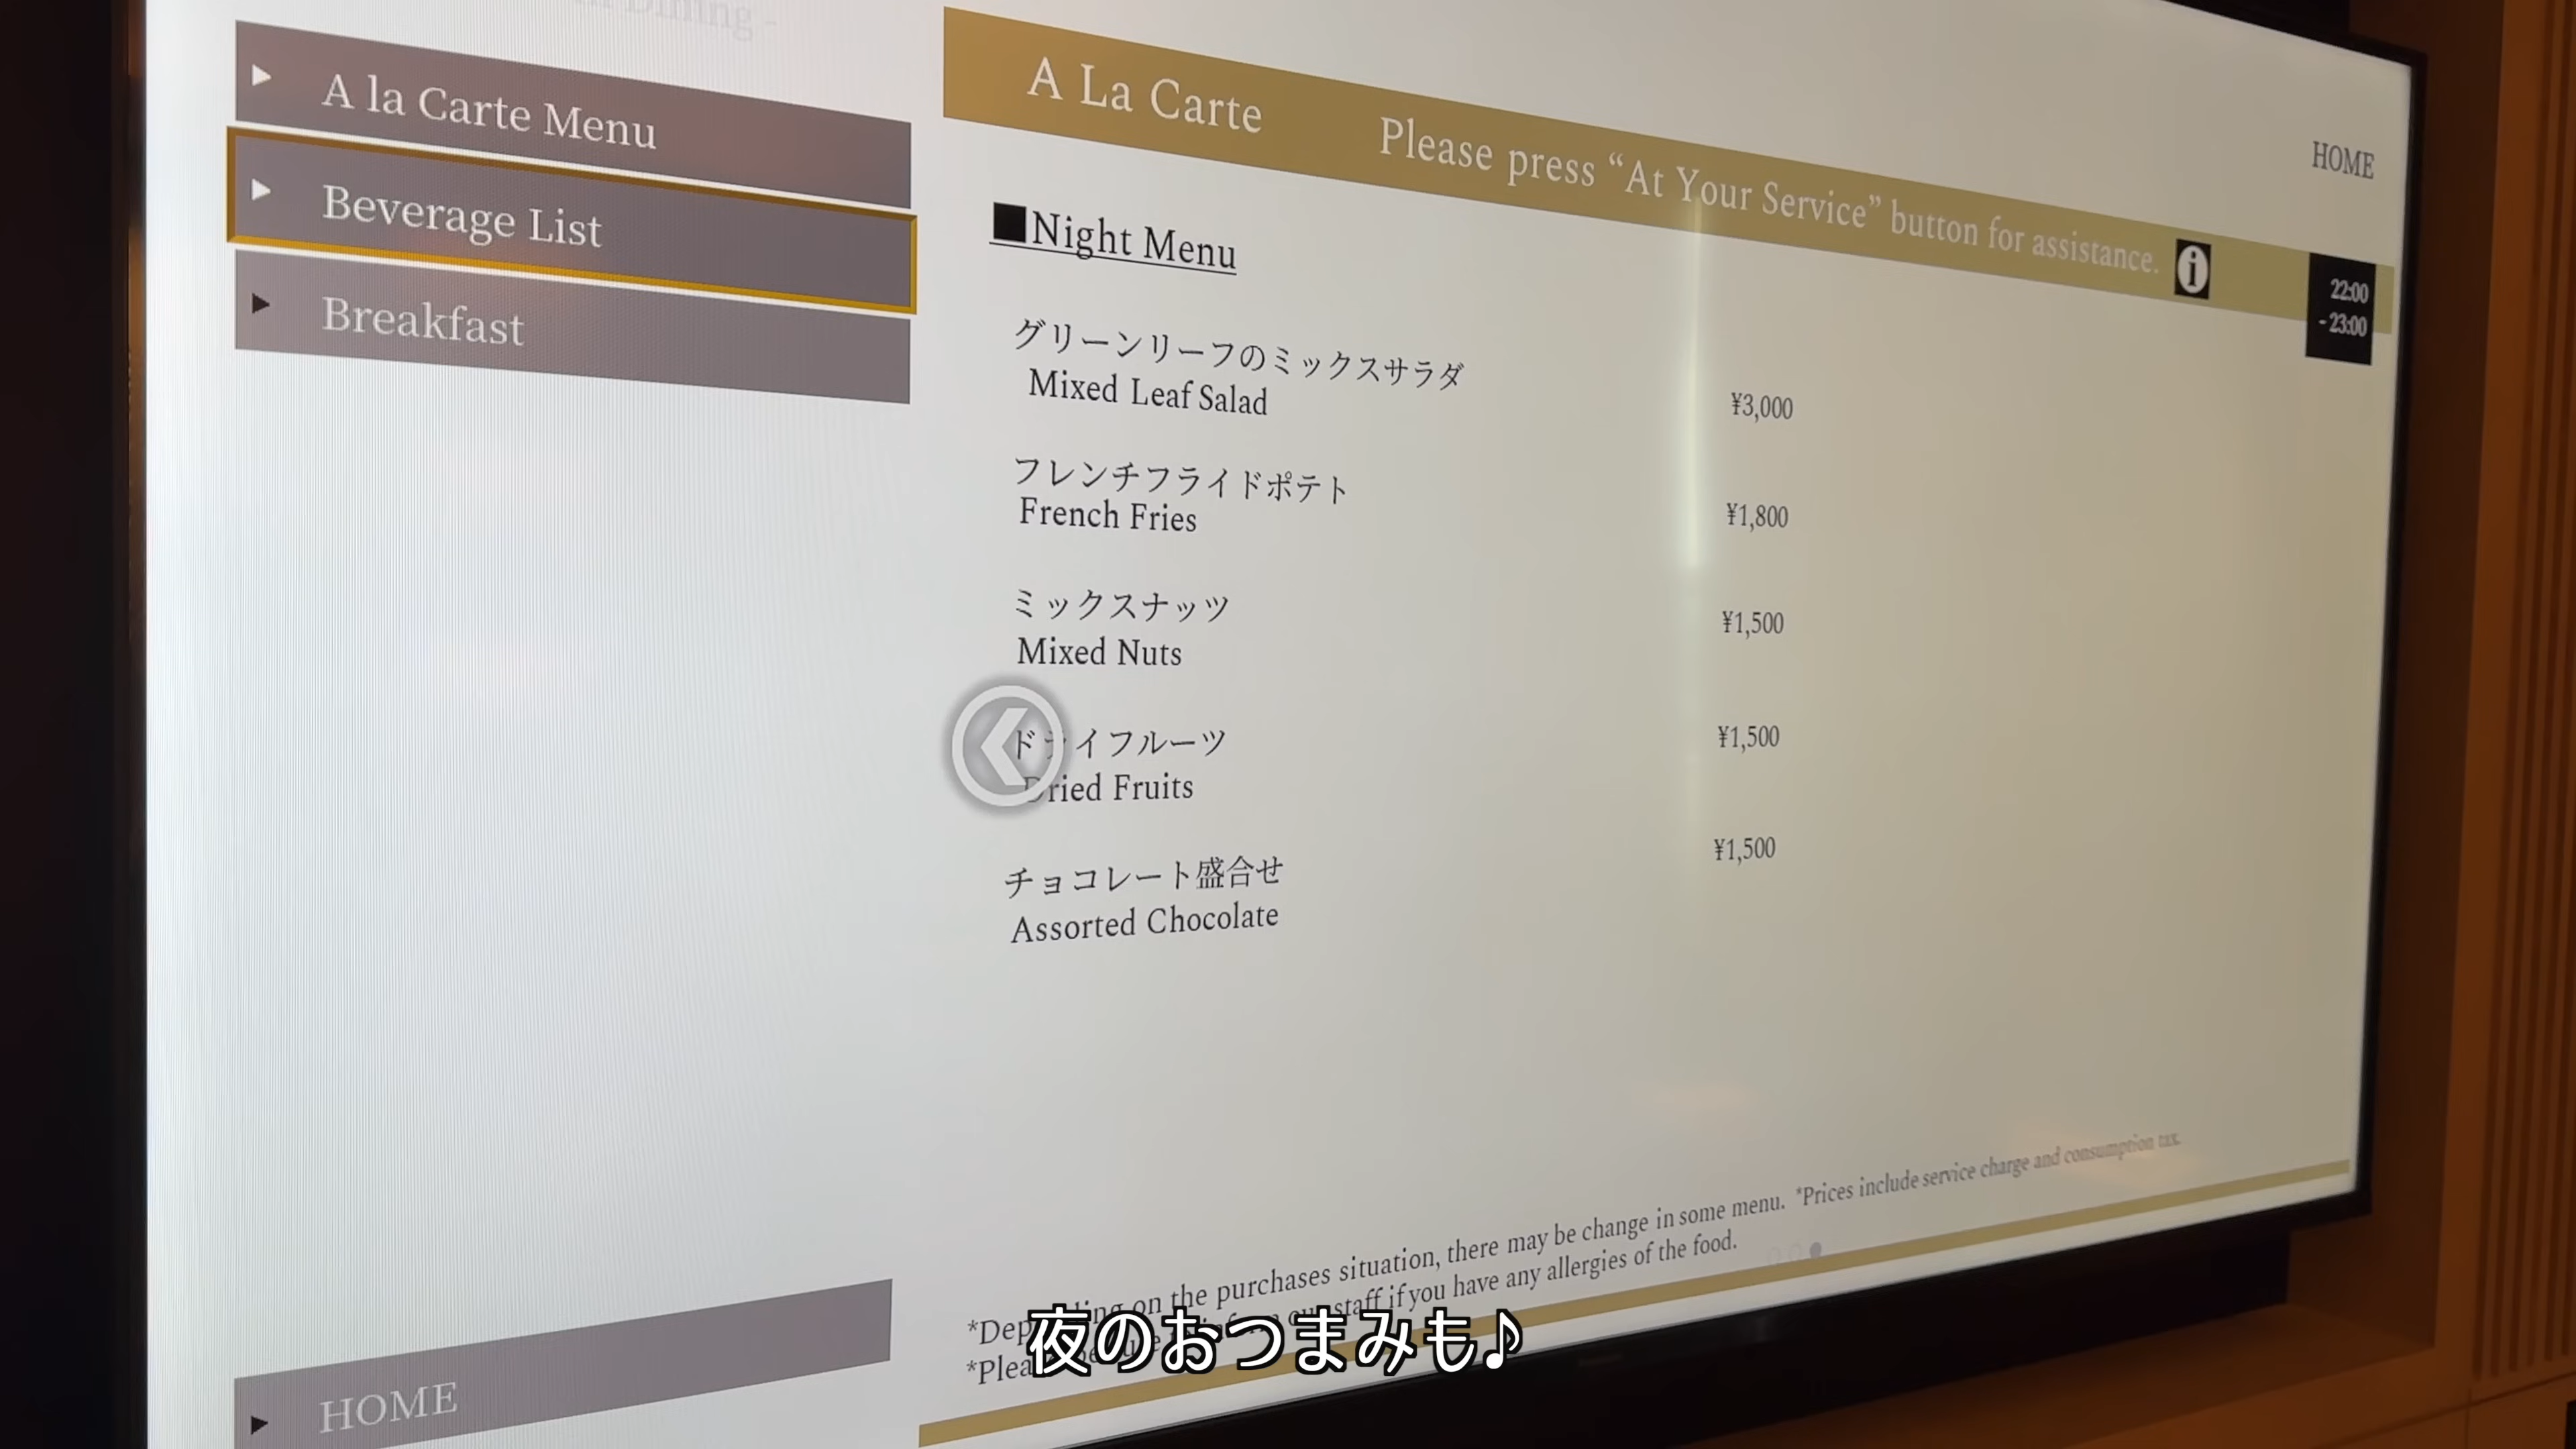 Dining -
A la Carte Menu
Beverage List
Breakfast
HOME
A La Carte
Please press “At Your Service” button for assistance.
HOME
22:00
- 23:00
■Night Menu
グリーンリーフのミックスサラダ
Mixed Leaf Salad
¥3,000
フレンチフライドポテト
French Fries
¥1,800
ミックスナッツ
Mixed Nuts
¥1,500
ドライフルーツ
Dried Fruits
¥1,500
チョコレート盛合せ
Assorted Chocolate
¥1,500
on the purchases situation, there may be change in some menu. *Prices include service charge and consumption tax.
staff if you have any allergies of the food.
夜のおつまみも♪